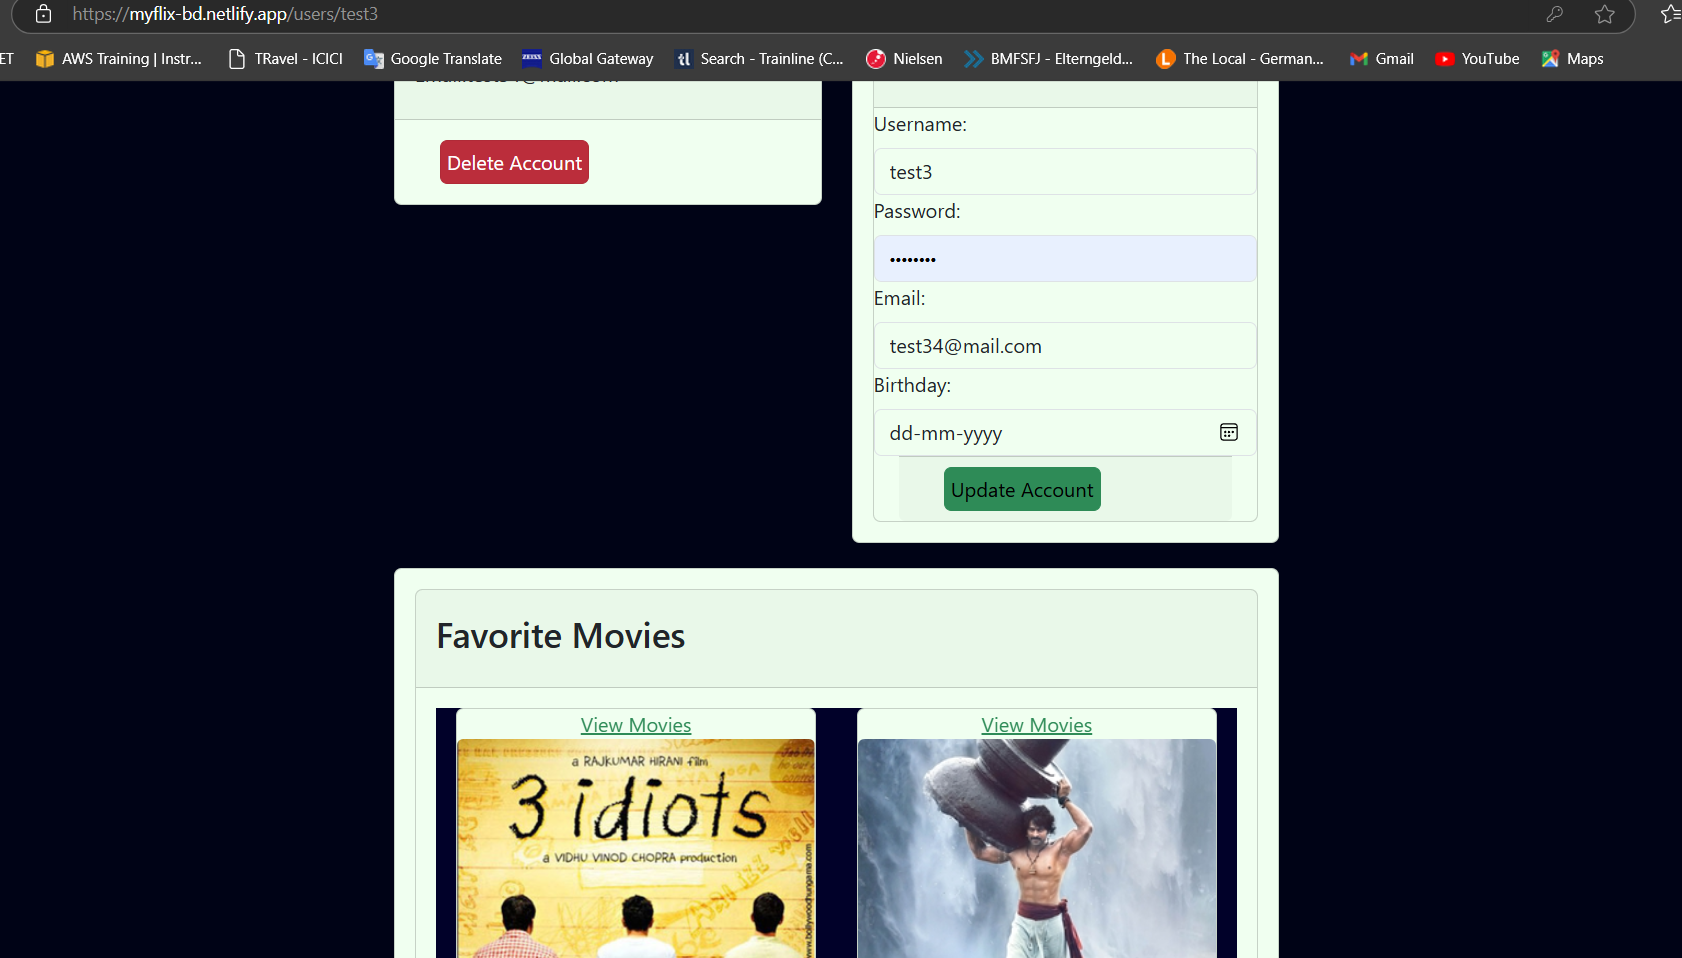 https://myflix-bd.netlify.app/users/test3
ET
AWS Training | Instr...
TRavel - ICICI
Google Translate
ZEISS
Global Gateway
tl
Search - Trainline (C...
Nielsen
BMFSFJ - Elterngeld...
L
The Local - German...
Gmail
YouTube
Maps
Delete Account
Username:
test3
Password:
••••••••
Email:
test34@mail.com
Birthday:
dd-mm-yyyy
Update Account
Favorite Movies
View Movies
a RAJKUMAR HIRANI film
3 idiots
a VIDHU VINOD CHOPRA production
www.bollywoodhungama.com
View Movies